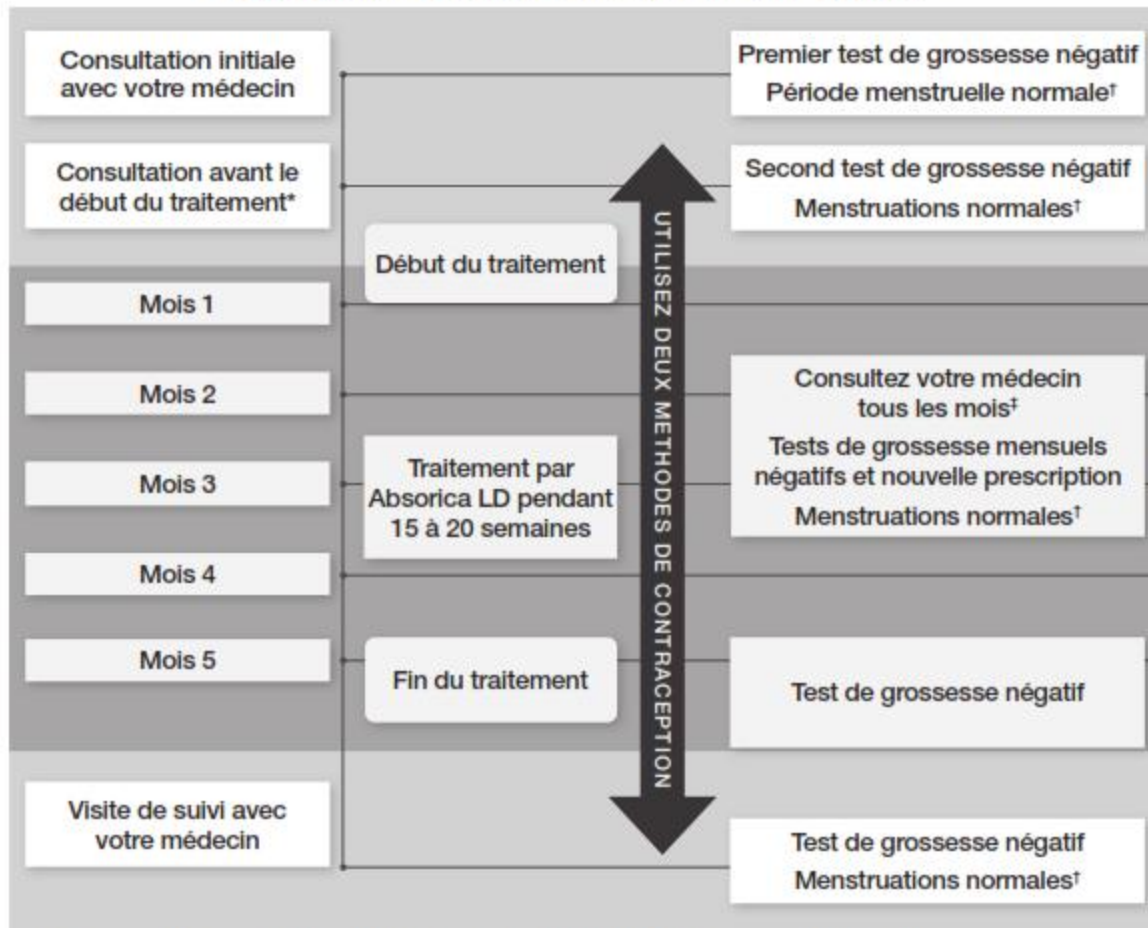 Consultation initiale
avec votre médecin
Premier test de grossesse négatif
Période menstruelle normale†
Consultation avant le
début du traitement*
Second test de grossesse négatif
Menstruations normales†
Début du traitement
Mois 1
Mois 2
Mois 3
Mois 4
Mois 5
Traitement par
Absorica LD pendant
15 à 20 semaines
Fin du traitement
UTILISEZ DEUX METHODES DE CONTRACEPTION
Consultez votre médecin
tous les mois‡
Tests de grossesse mensuels
négatifs et nouvelle prescription
Menstruations normales†
Test de grossesse négatif
Visite de suivi avec
votre médecin
Test de grossesse négatif
Menstruations normales†